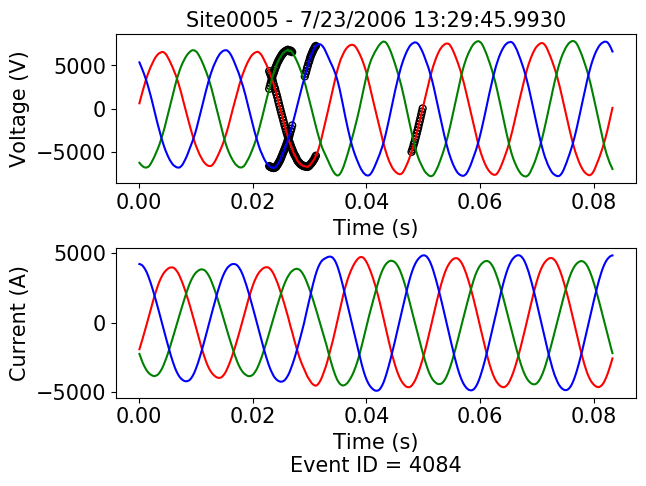 Site0005 - 7/23/2006 13:29:45.9930
Voltage (V)
5000
0
−5000
0.00 0.02 0.04 0.06 0.08
Time (s)
Current (A)
5000
0
−5000
0.00 0.02 0.04 0.06 0.08
Time (s)
Event ID = 4084